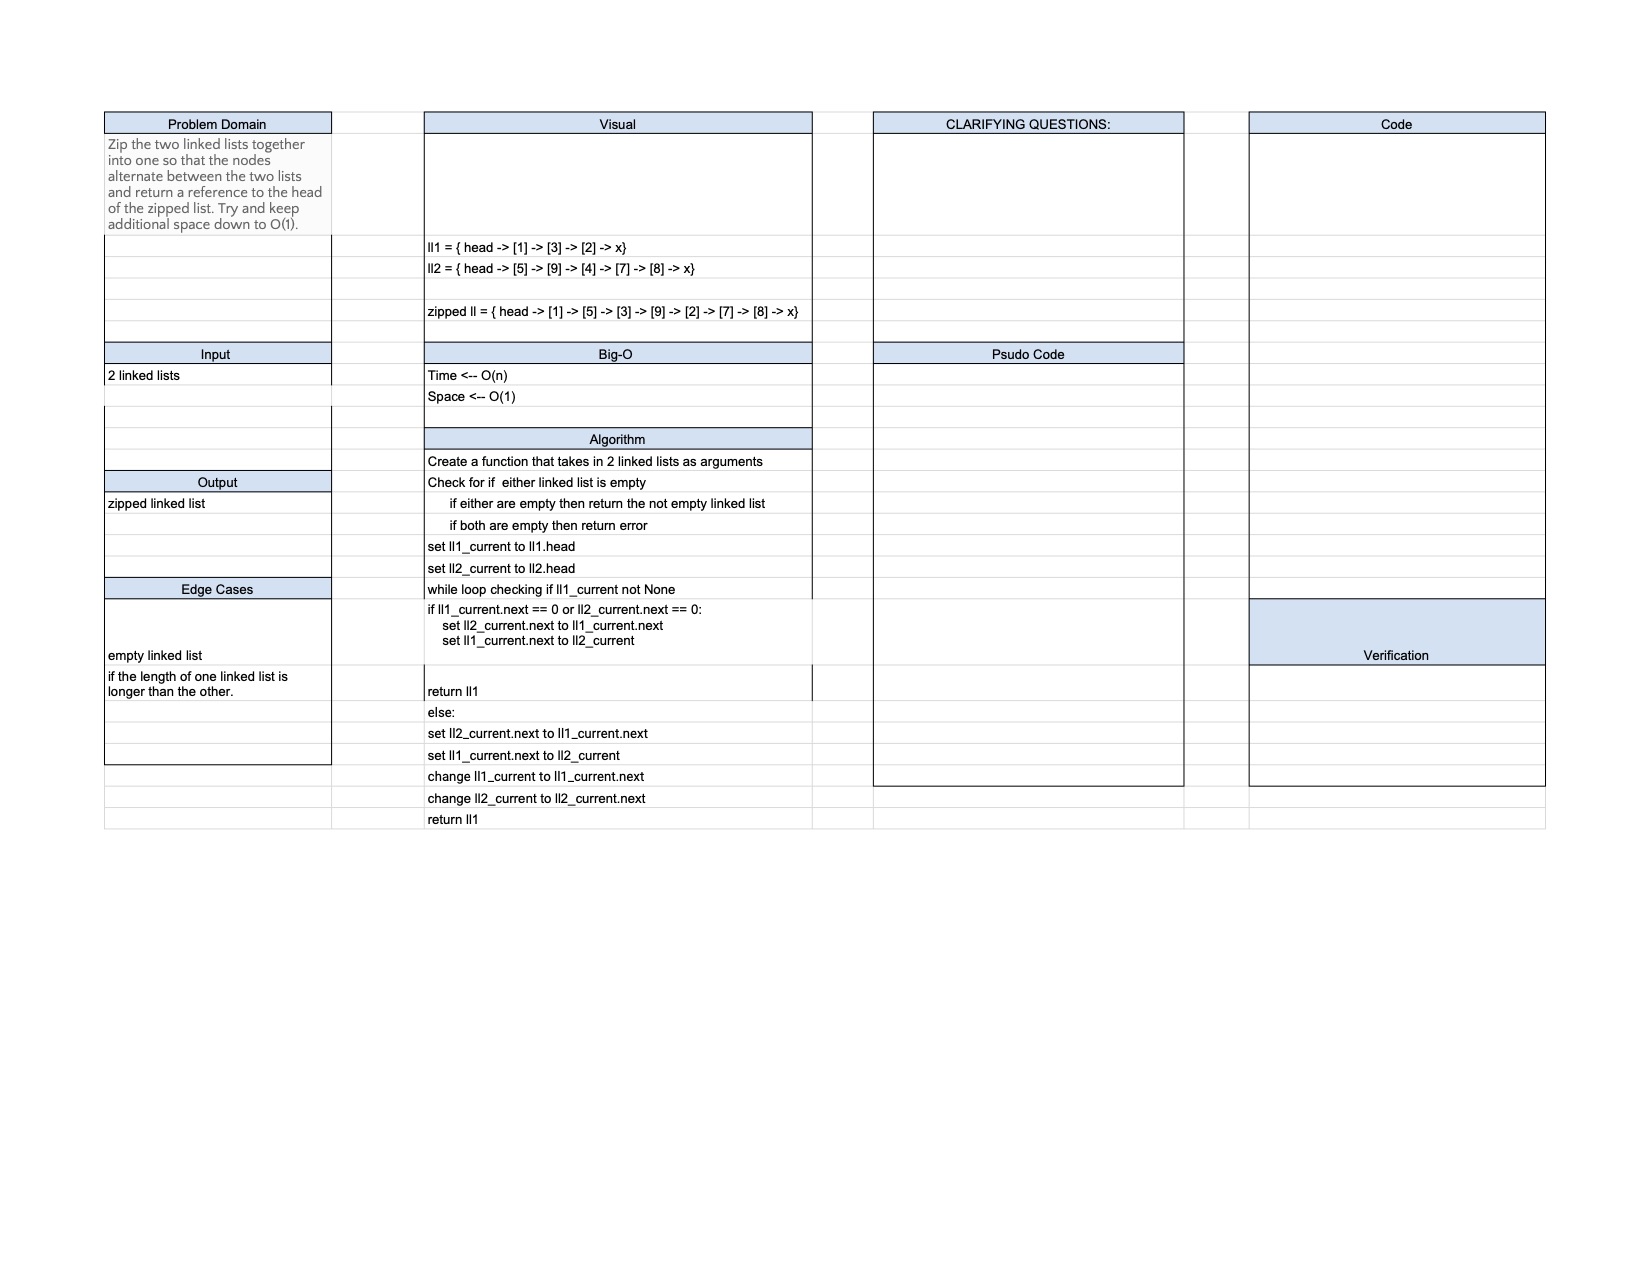 Problem Domain
Zip the two linked lists together
into one so that the nodes
alternate between the two lists
and return a reference to the head
of the zipped list. Try and keep
additional space down to O(1).
Input
2 linked lists
Output
zipped linked list
Edge Cases
empty linked list
if the length of one linked list is
longer than the other.
Visual
ll1 = { head -> [1] -> [3] -> [2] -> x}
ll2 = { head -> [5] -> [9] -> [4] -> [7] -> [8] -> x}
zipped ll = { head -> [1] -> [5] -> [3] -> [9] -> [2] -> [7] -> [8] -> x}
Big-O
Time <-- O(n)
Space <-- O(1)
Algorithm
Create a function that takes in 2 linked lists as arguments
Check for if  either linked list is empty
if either are empty then return the not empty linked list
if both are empty then return error
set ll1_current to ll1.head
set ll2_current to ll2.head
while loop checking if ll1_current not None
if ll1_current.next == 0 or ll2_current.next == 0:
set ll2_current.next to ll1_current.next
set ll1_current.next to ll2_current
return ll1
else:
set ll2_current.next to ll1_current.next
set ll1_current.next to ll2_current
change ll1_current to ll1_current.next
change ll2_current to ll2_current.next
return ll1
CLARIFYING QUESTIONS:
Psudo Code
Code
Verification